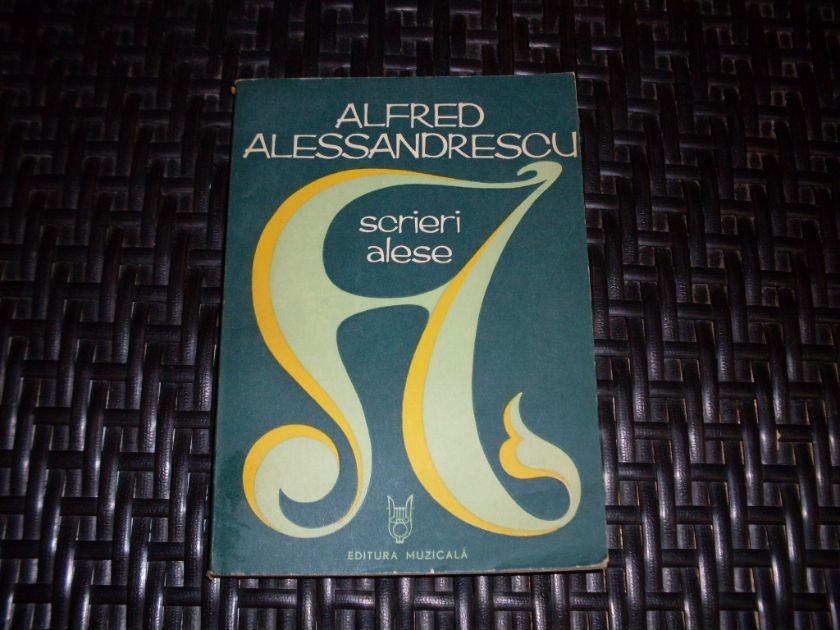 ALFRED
ALESSANDRESCU
scrieri
alese
A
EDITURA MUZICALĂ